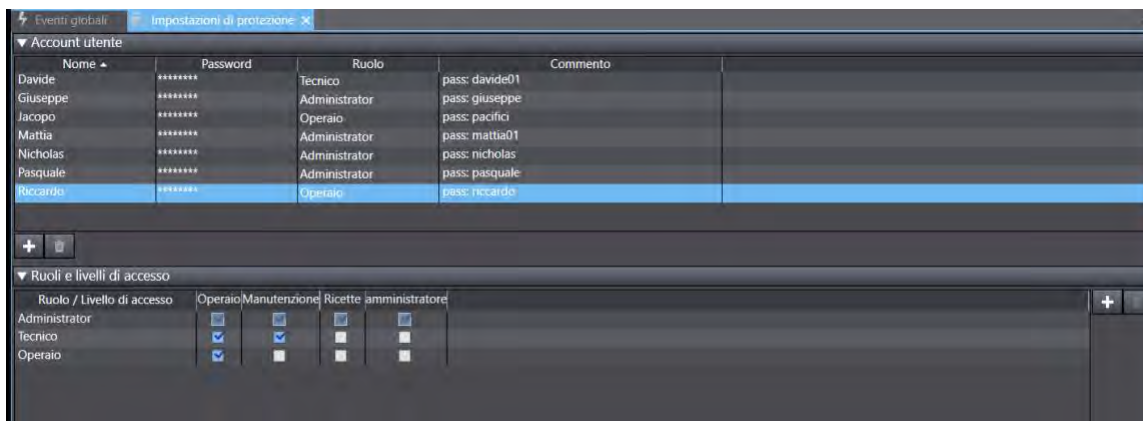 Eventi globali Impostazioni di protezione ×
▼ Account utente
Nome ▲ Password Ruolo Commento
Davide ******** Tecnico pass: davide01
Giuseppe ******** Administrator pass: giuseppe
Jacopo ******** Operaio pass: pacifici
Mattia ******** Administrator pass: mattia01
Nicholas ******** Administrator pass: nicholas
Pasquale ******** Administrator pass: pasquale
Riccardo ******** Operaio pass: riccardo
▼ Ruoli e livelli di accesso
Ruolo / Livello di accesso Operaio Manutenzione Ricette amministratore
Administrator
Tecnico
Operaio